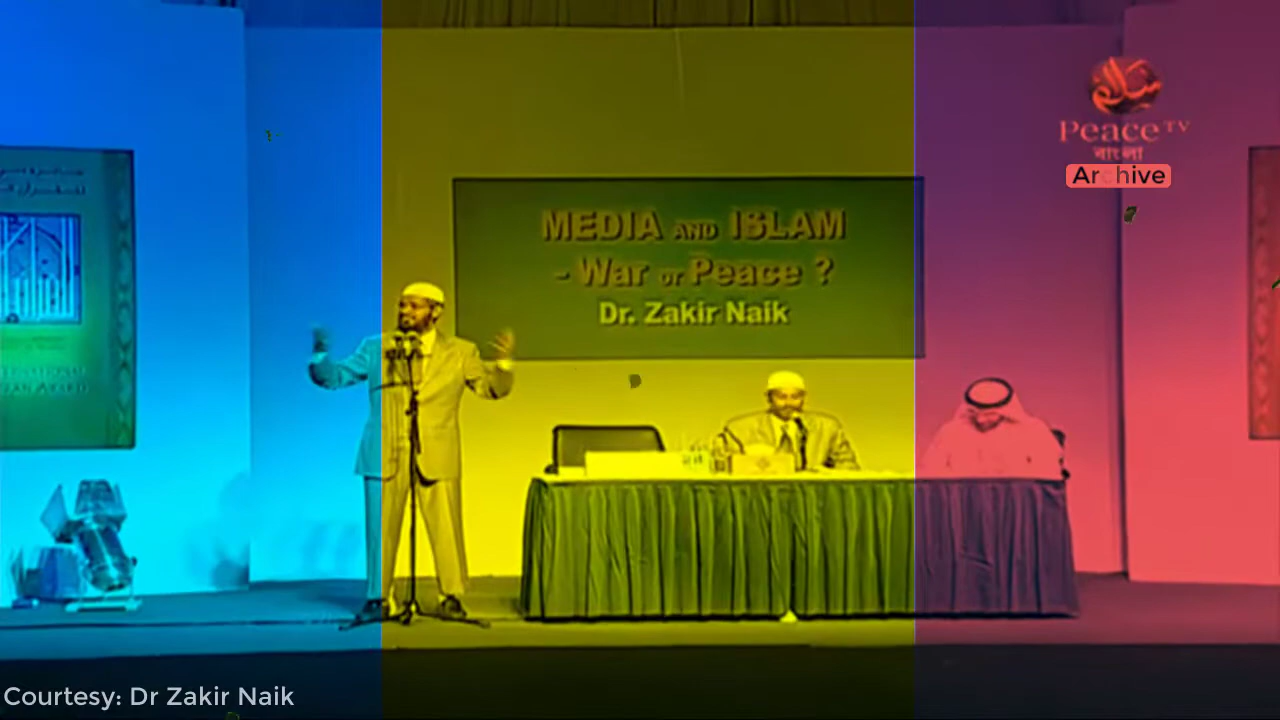 MEDIA AND ISLAM
- War or Peace ?
Dr. Zakir Naik
Peace TV
বাংলা
Archive
Courtesy: Dr Zakir Naik